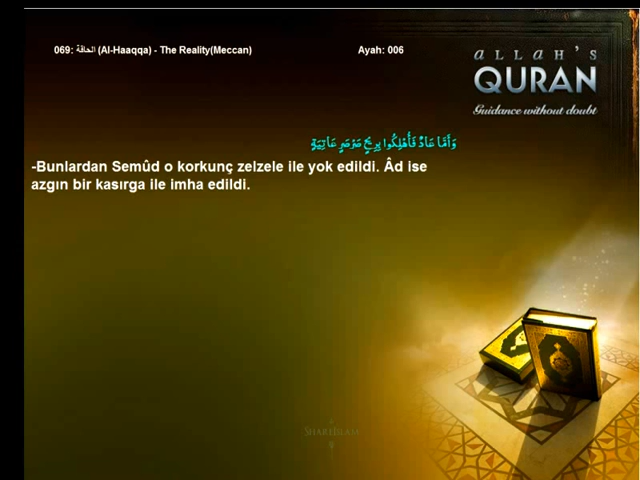 069: الحاقة (Al-Haaqqa) - The Reality(Meccan) Ayah: 006
ALLAH'S
QURAN
Guidance without doubt
وَأَمَّا عَادٌ فَأُهْلِكُوا بِرِيحٍ صَرْصَرٍ عَاتِيَةٍ
-Bunlardan Semûd o korkunç zelzele ile yok edildi. Âd ise
azgın bir kasırga ile imha edildi.